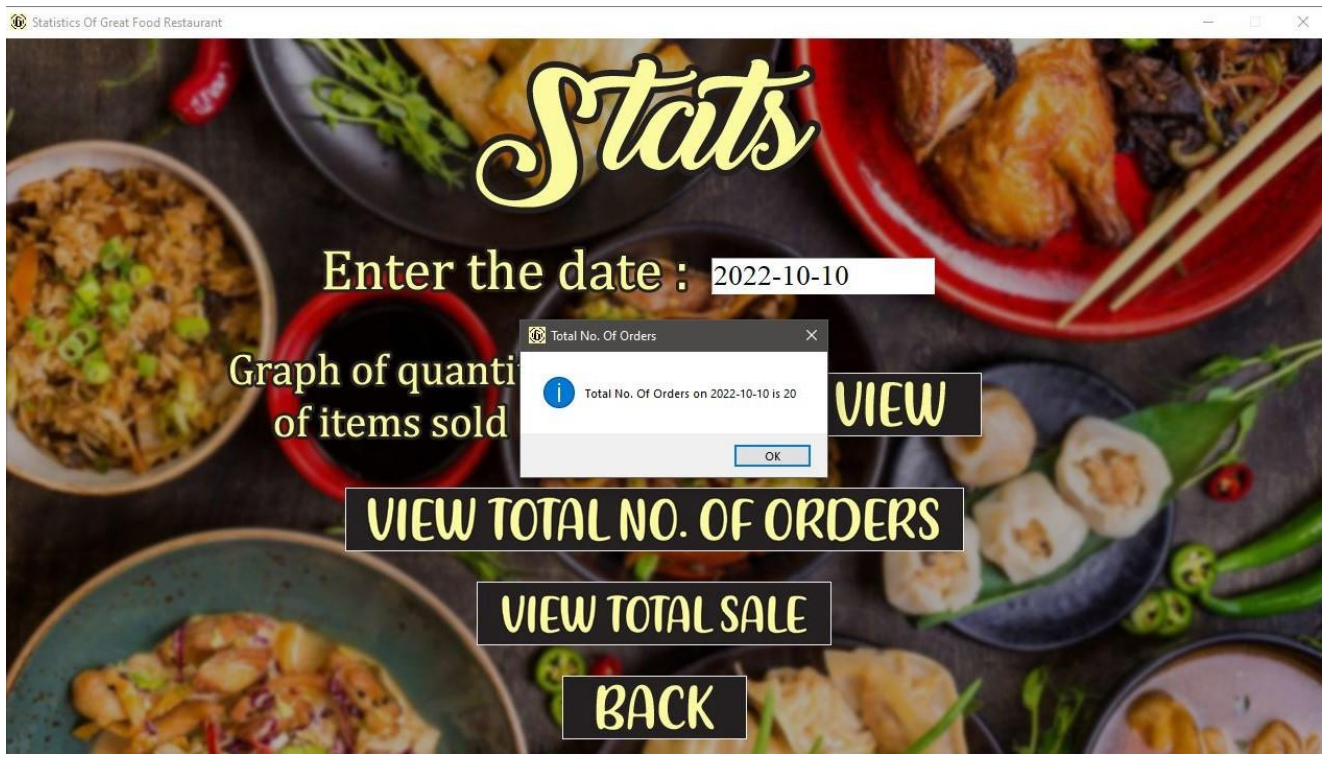 Statistics Of Great Food Restaurant
Stats
Enter the date : 2022-10-10
Total No. Of Orders
Total No. Of Orders on 2022-10-10 is 20
OK
Graph of quanti
of items sold
VIEW
VIEW TOTAL NO. OF ORDERS
VIEW TOTAL SALE
BACK